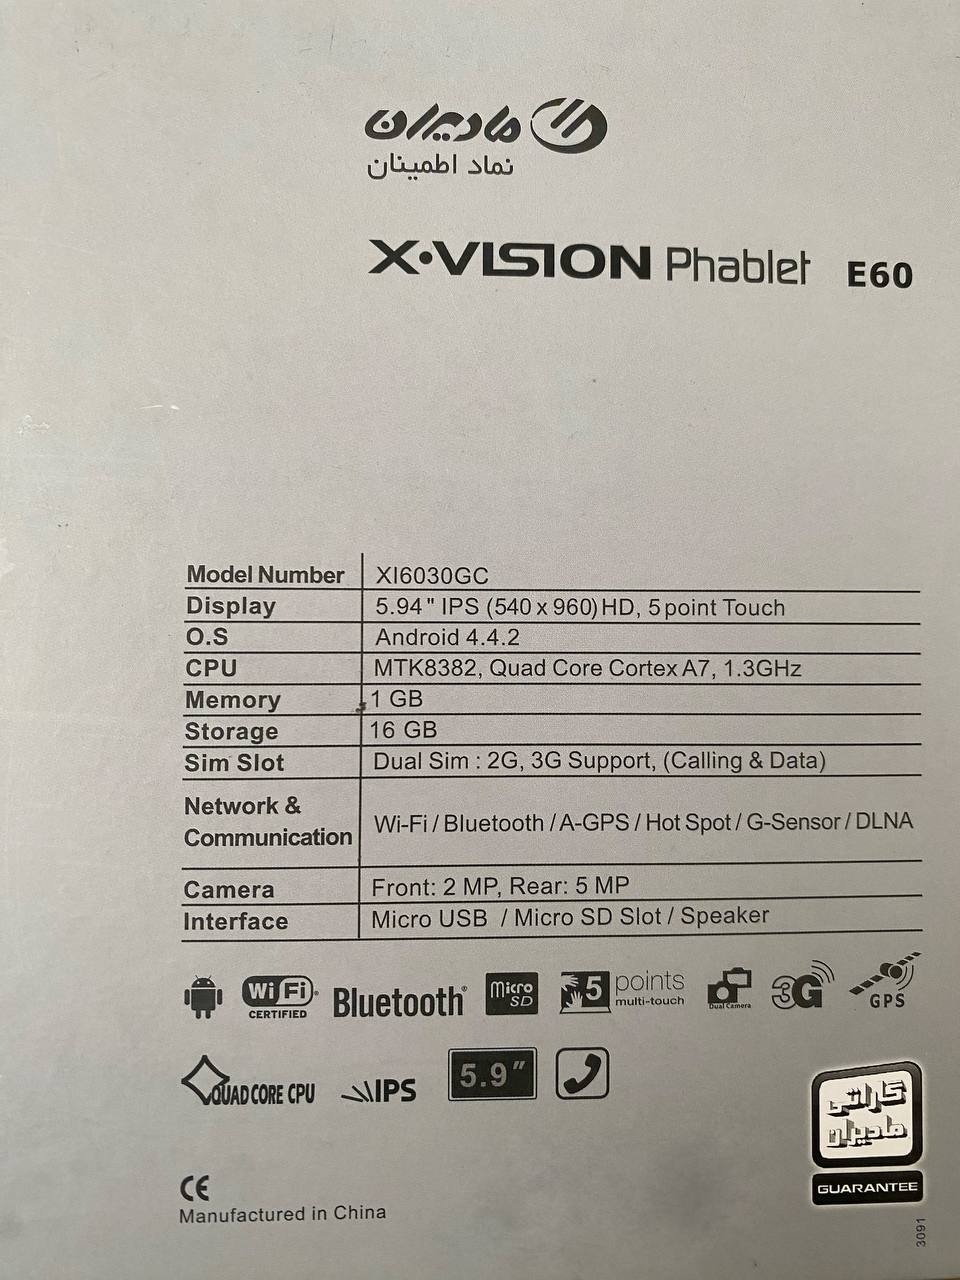 مادیران
نماد اطمینان
X·VISION Phablet E60
Model Number XI6030GC
Display 5.94" IPS (540 x 960) HD, 5 point Touch
O.S Android 4.4.2
CPU MTK8382, Quad Core Cortex A7, 1.3GHz
Memory 1 GB
Storage 16 GB
Sim Slot Dual Sim : 2G, 3G Support, (Calling & Data)
Network &
Communication Wi-Fi / Bluetooth / A-GPS / Hot Spot / G-Sensor / DLNA
Camera Front: 2 MP, Rear: 5 MP
Interface Micro USB / Micro SD Slot / Speaker
Wi Fi
CERTIFIED
Bluetooth®
Micro
SD
5 points
multi-touch
Dual Camera
3G
GPS
QUAD CORE CPU
IPS
5.9"
گارانتی
مادیران
GUARANTEE
CE
Manufactured in China
3091